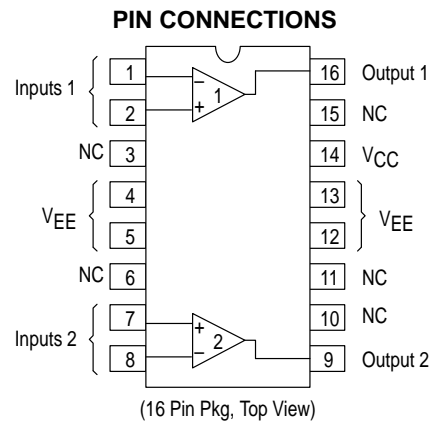 PIN CONNECTIONS
Inputs 1 { 1 − 16 Output 1
2 + 1 15 NC
NC 3 14 VCC
VEE { 4 13 } VEE
5 12
NC 6 11 NC
Inputs 2 { 7 + 10 NC
8 − 2 9 Output 2
(16 Pin Pkg, Top View)